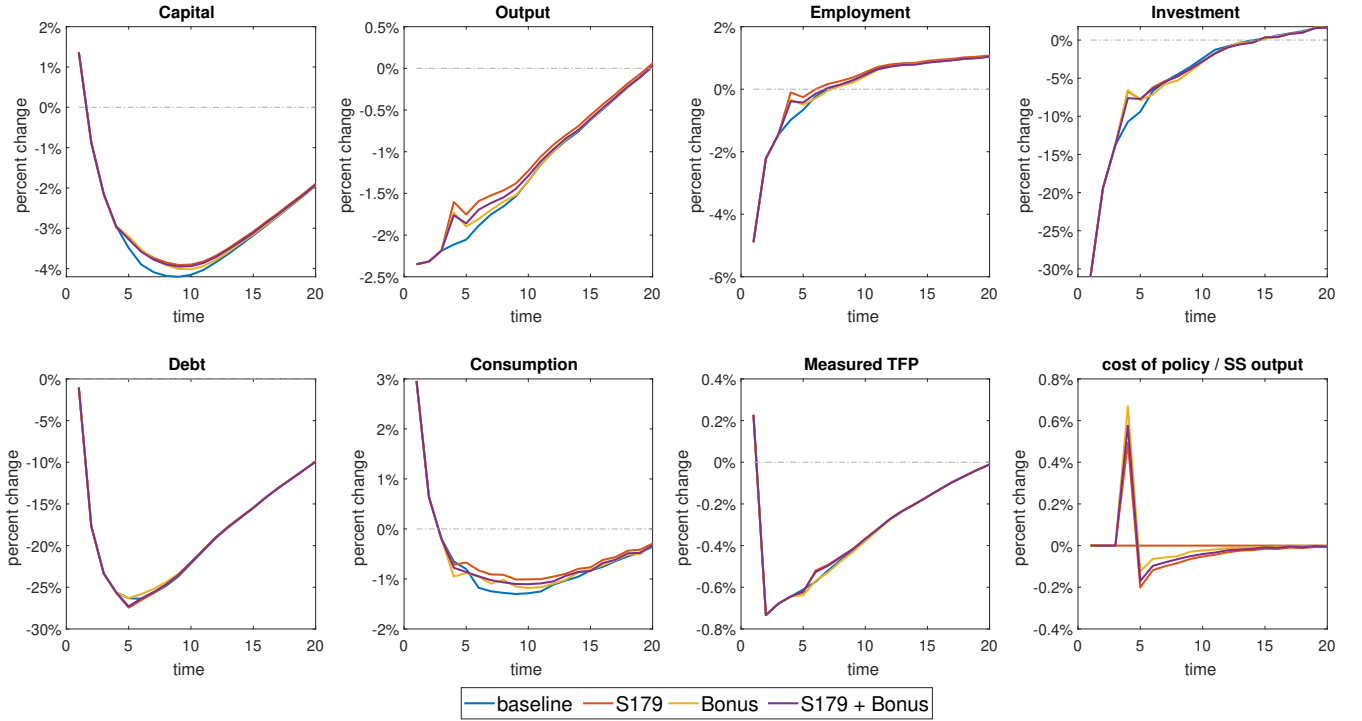 Capital
percent change
2%
1%
0%
-1%
-2%
-3%
-4%
0 5 10 15 20
time
Output
percent change
0.5%
0%
-0.5%
-1%
-1.5%
-2%
-2.5%
0 5 10 15 20
time
Employment
percent change
2%
0%
-2%
-4%
-6%
0 5 10 15 20
time
Investment
percent change
0%
-5%
-10%
-15%
-20%
-25%
-30%
0 5 10 15 20
time
Debt
percent change
0%
-5%
-10%
-15%
-20%
-25%
-30%
0 5 10 15 20
time
Consumption
percent change
3%
2%
1%
0%
-1%
-2%
0 5 10 15 20
time
Measured TFP
percent change
0.4%
0.2%
0%
-0.2%
-0.4%
-0.6%
-0.8%
0 5 10 15 20
time
cost of policy / SS output
percent change
0.8%
0.6%
0.4%
0.2%
0%
-0.2%
-0.4%
0 5 10 15 20
time
baseline S179 Bonus S179 + Bonus